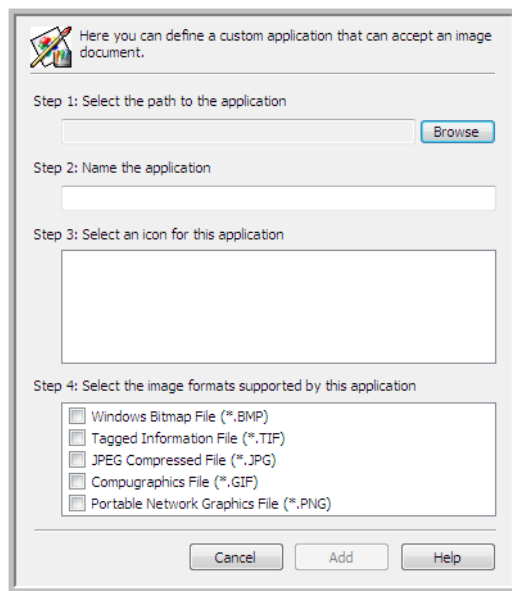 Here you can define a custom application that can accept an image
document.
Step 1: Select the path to the application
Browse
Step 2: Name the application
Step 3: Select an icon for this application
Step 4: Select the image formats supported by this application
Windows Bitmap File (*.BMP)
Tagged Information File (*.TIF)
JPEG Compressed File (*.JPG)
Compugraphics File (*.GIF)
Portable Network Graphics File (*.PNG)
Cancel Add Help